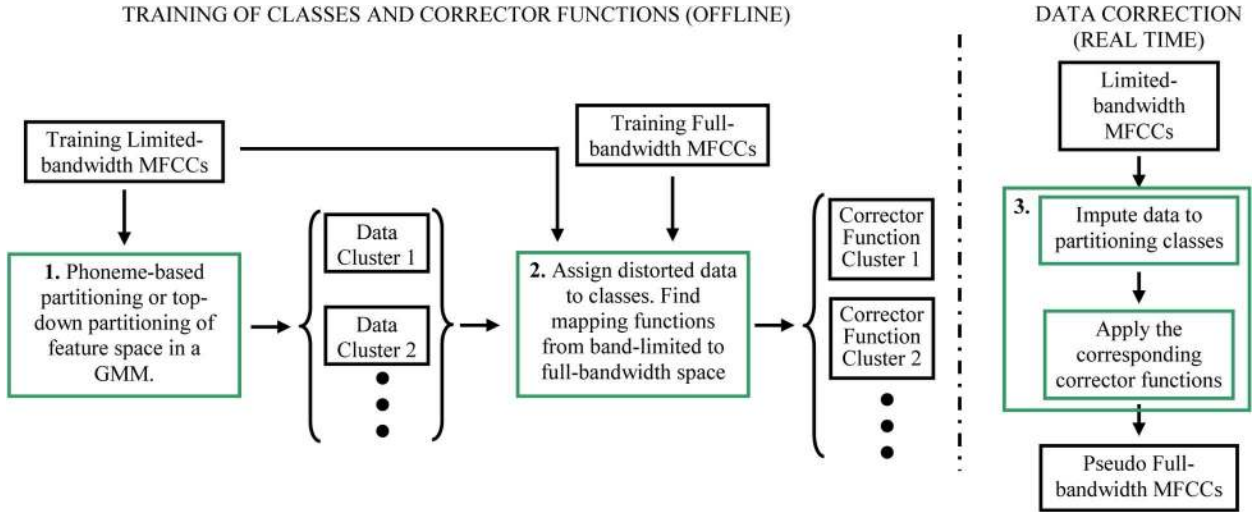 TRAINING OF CLASSES AND CORRECTOR FUNCTIONS (OFFLINE)
Training Limited-
bandwidth MFCCs
Training Full-
bandwidth MFCCs
1. Phoneme-based
partitioning or top-
down partitioning of
feature space in a
GMM.
Data
Cluster 1
Data
Cluster 2
2. Assign distorted data
to classes. Find
mapping functions
from band-limited to
full-bandwidth space
Corrector
Function
Cluster 1
Corrector
Function
Cluster 2
DATA CORRECTION
(REAL TIME)
Limited-
bandwidth
MFCCs
3.
Impute data to
partitioning classes
Apply the
corresponding
corrector functions
Pseudo Full-
bandwidth MFCCs